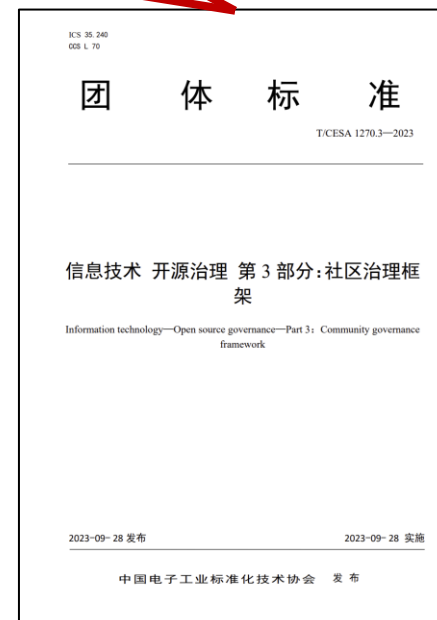 ICS 35.240
CCS L 70
团 体 标 准
T/CESA 1270.3—2023
信息技术 开源治理 第 3 部分：社区治理框
架
Information technology—Open source governance—Part 3：Community governance
framework
2023-09-28 发布
2023-09-28 实施
中国电子工业标准化技术协会 发 布